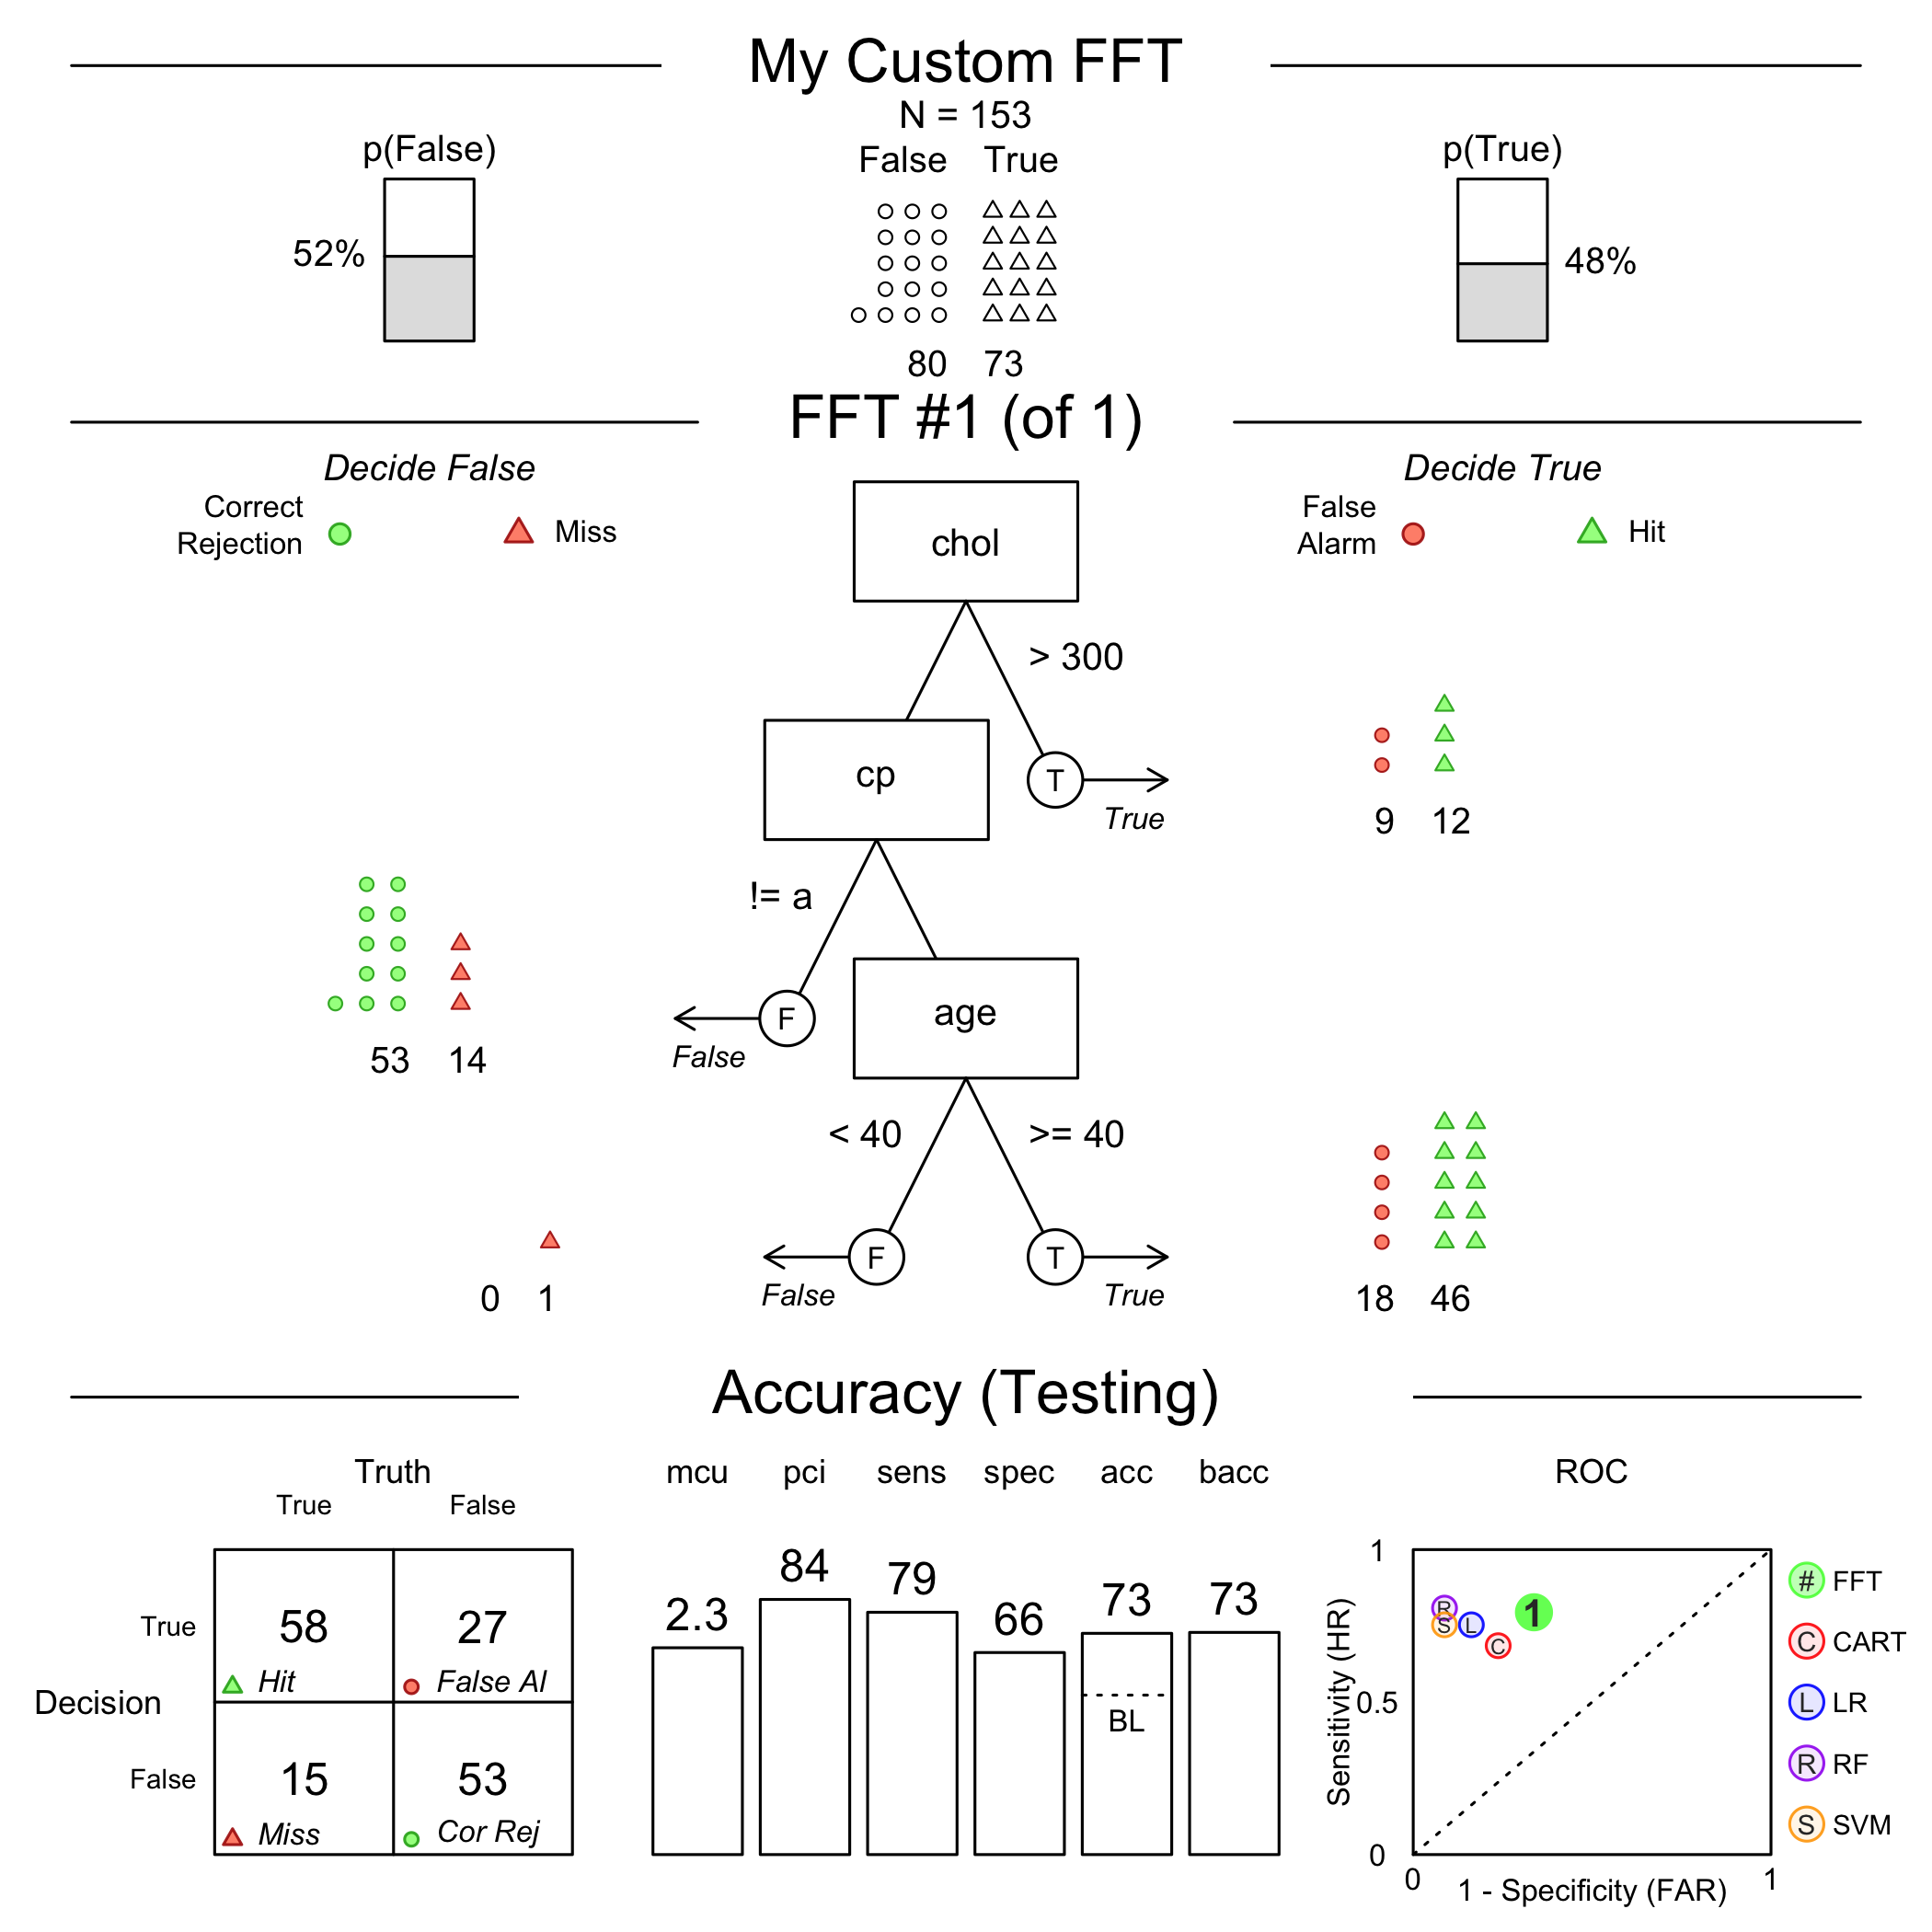 My Custom FFT
N = 153
p(False)
False True
p(True)
52%
48%
80 73
FFT #1 (of 1)
Decide False
Decide True
Correct
Rejection
Miss
False
Alarm
Hit
chol
> 300
cp
T
True
9 12
!= a
F
False
age
53 14
< 40
>= 40
F
False
T
True
0 1
18 46
Accuracy (Testing)
Truth
True False
Decision
True
False
58
Hit
27
False Al
15
Miss
53
Cor Rej
mcu pci sens spec acc bacc
2.3 84 79 66 73 73
BL
ROC
Sensitivity (HR)
1
0.5
0
R
S
L
C
1
0 1
1 - Specificity (FAR)
# FFT
C CART
L LR
R RF
S SVM